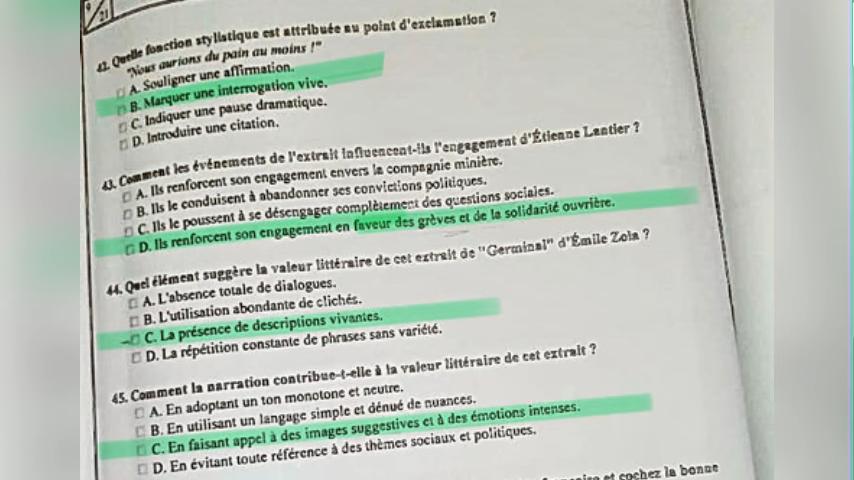 9/21
42. Quelle fonction stylistique est attribuée au point d'exclamation ?
"Nous aurions du pain au moins !"
A. Souligner une affirmation.
B. Marquer une interrogation vive.
C. Indiquer une pause dramatique.
D. Introduire une citation.
43. Comment les événements de l'extrait influencent-ils l'engagement d'Étienne Lantier ?
A. Ils renforcent son engagement envers la compagnie minière.
B. Ils le conduisent à abandonner ses convictions politiques.
C. Ils le poussent à se désengager complètement des questions sociales.
D. Ils renforcent son engagement en faveur des grèves et de la solidarité ouvrière.
44. Quel élément suggère la valeur littéraire de cet extrait de "Germinal" d'Émile Zola ?
A. L'absence totale de dialogues.
B. L'utilisation abondante de clichés.
C. La présence de descriptions vivantes.
D. La répétition constante de phrases sans variété.
45. Comment la narration contribue-t-elle à la valeur littéraire de cet extrait ?
A. En adoptant un ton monotone et neutre.
B. En utilisant un langage simple et dénué de nuances.
C. En faisant appel à des images suggestives et à des émotions intenses.
D. En évitant toute référence à des thèmes sociaux et politiques.
et cochez la bonne